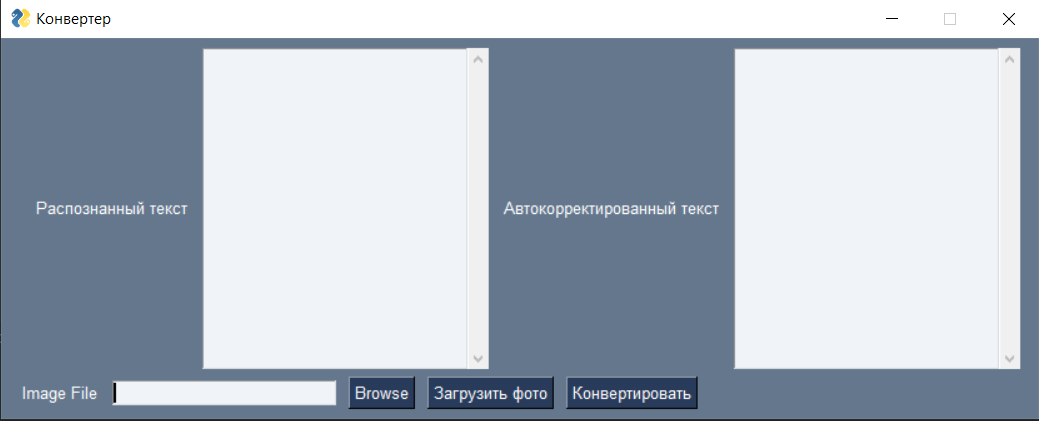 Конвертер
Распознанный текст
Автокорректированный текст
Image File
Browse
Загрузить фото
Конвертировать